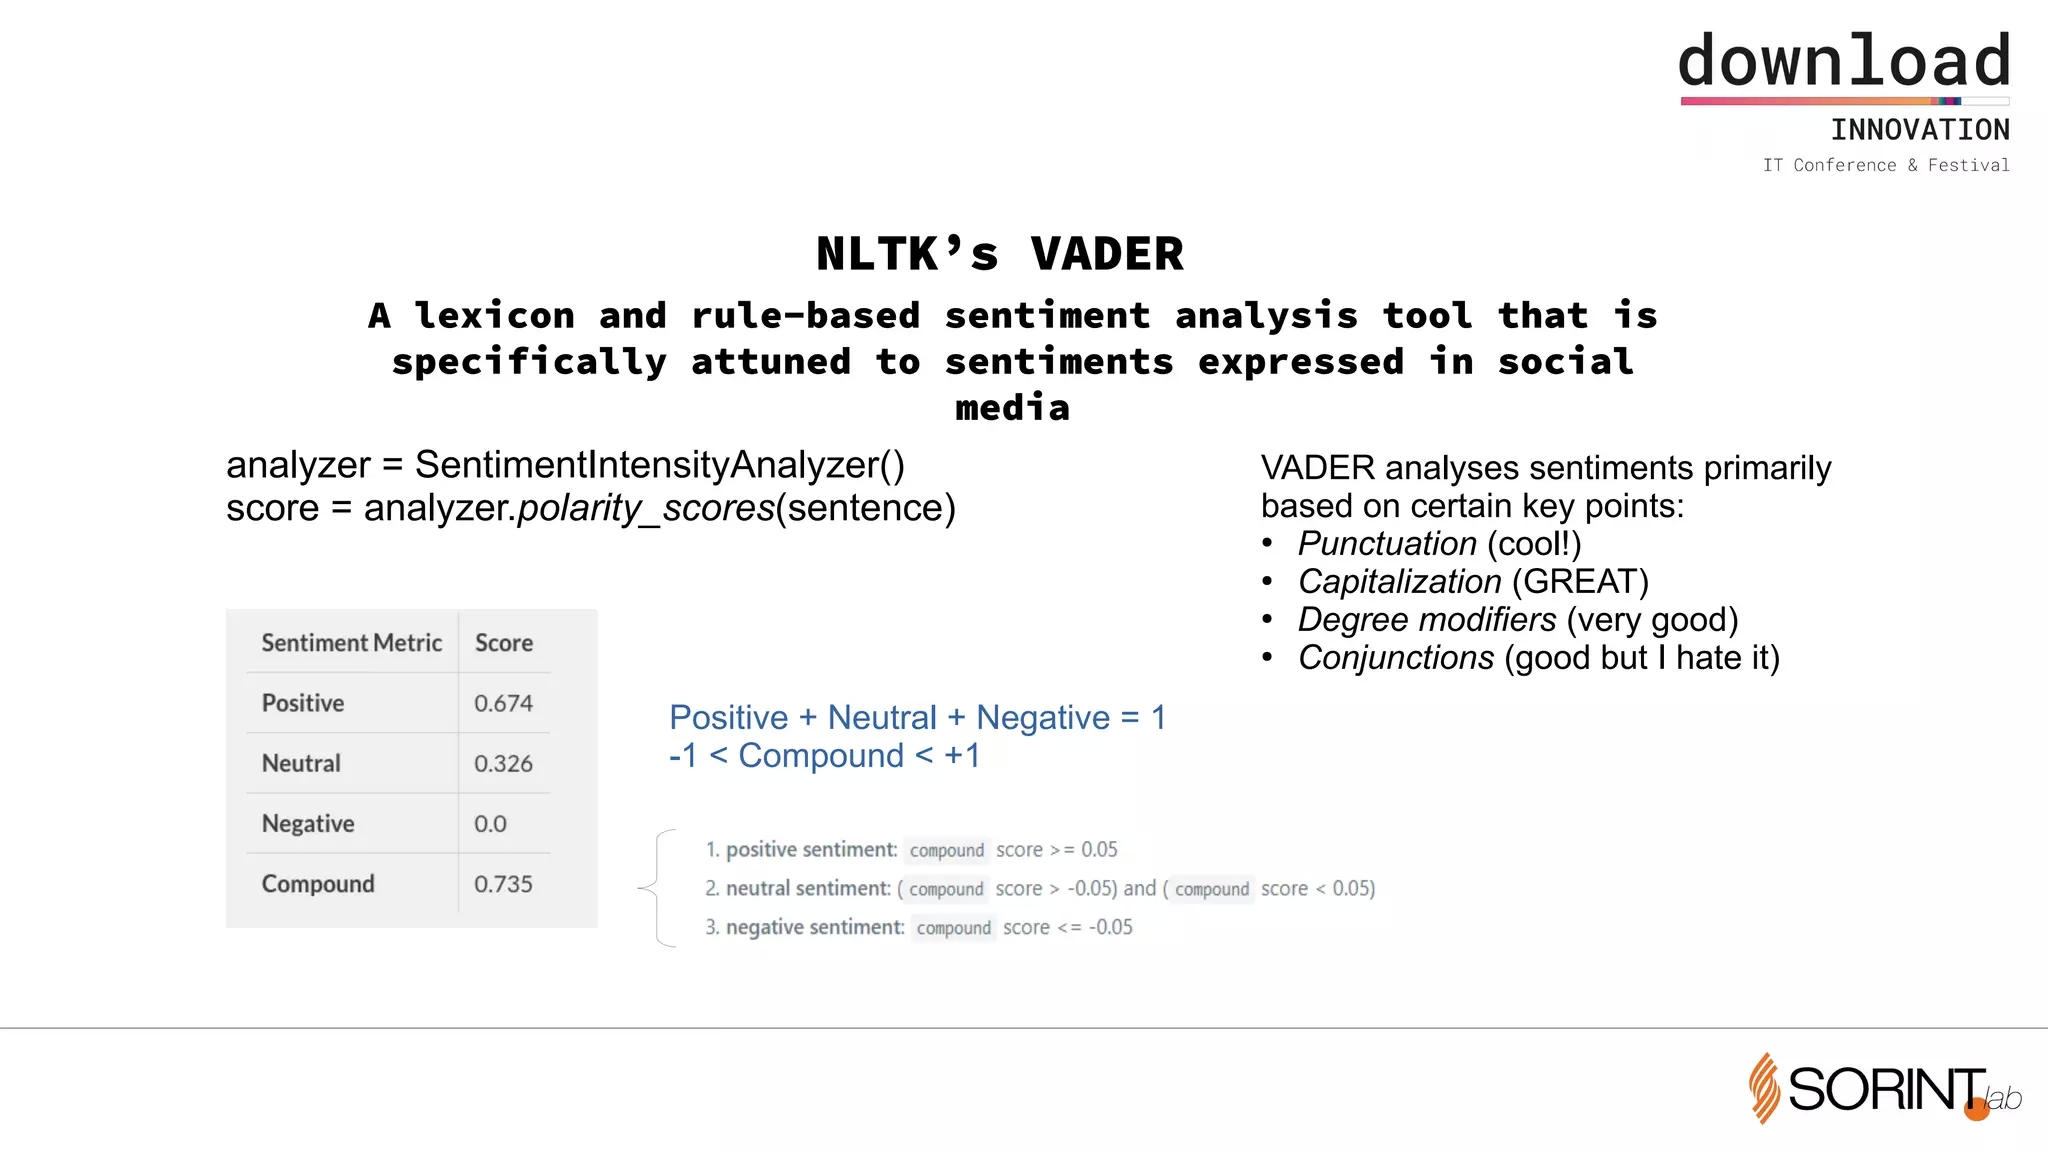 download
INNOVATION
IT Conference & Festival
NLTK’s VADER
A lexicon and rule-based sentiment analysis tool that is
specifically attuned to sentiments expressed in social
media
analyzer = SentimentIntensityAnalyzer()
score = analyzer.polarity_scores(sentence)
VADER analyses sentiments primarily
based on certain key points:
• Punctuation (cool!)
• Capitalization (GREAT)
• Degree modifiers (very good)
• Conjunctions (good but I hate it)
Sentiment Metric Score
Positive 0.674
Neutral 0.326
Negative 0.0
Compound 0.735
Positive + Neutral + Negative = 1
-1 < Compound < +1
1. positive sentiment: compound score >= 0.05
2. neutral sentiment: (compound score > -0.05) and (compound score < 0.05)
3. negative sentiment: compound score <= -0.05
SORINT.lab